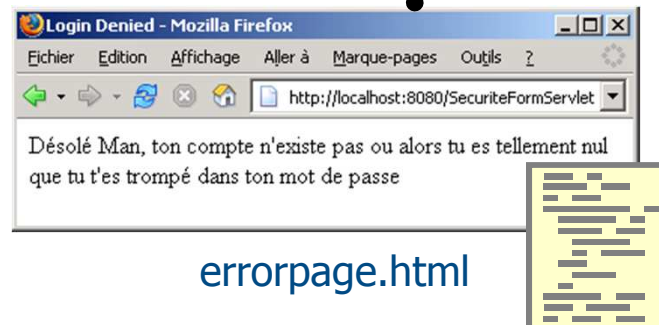 Login Denied - Mozilla Firefox
Fichier Edition Affichage Aller à Marque-pages Outils ?
http://localhost:8080/SecuriteFormServlet
Désolé Man, ton compte n'existe pas ou alors tu es tellement nul
que tu t'es trompé dans ton mot de passe
errorpage.html